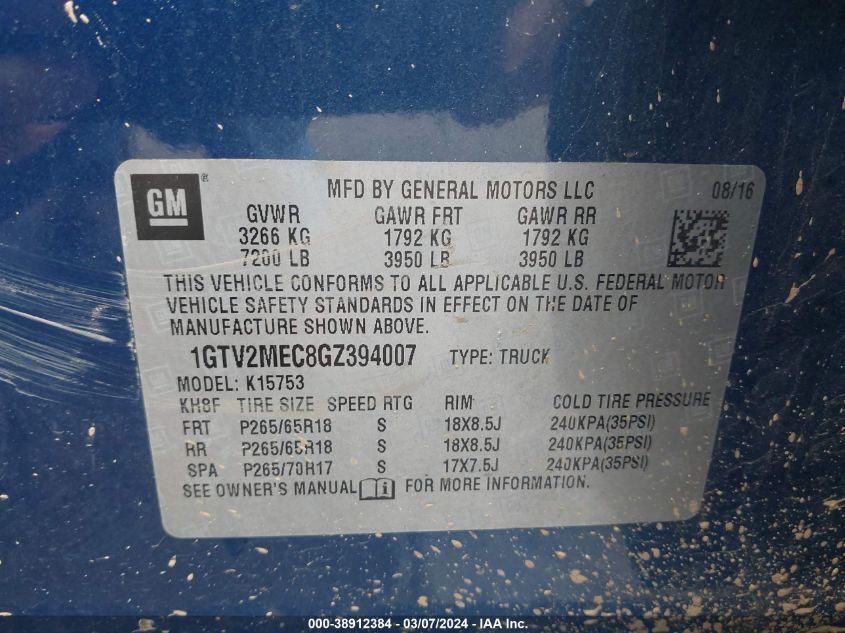 GM®
MFD BY GENERAL MOTORS LLC 08/16
GVWR GAWR FRT GAWR RR
3266 KG 1792 KG 1792 KG
7200 LB 3950 LB 3950 LB
THIS VEHICLE CONFORMS TO ALL APPLICABLE U.S. FEDERAL MOTOR
VEHICLE SAFETY STANDARDS IN EFFECT ON THE DATE OF
MANUFACTURE SHOWN ABOVE.
1GTV2MEC8GZ394007 TYPE: TRUCK
MODEL: K15753
KH8F TIRE SIZE SPEED RTG RIM COLD TIRE PRESSURE
FRT P265/65R18 S 18X8.5J 240KPA(35PSI)
RR P265/65R18 S 18X8.5J 240KPA(35PSI)
SPA P265/70R17 S 17X7.5J 240KPA(35PSI)
SEE OWNER'S MANUAL i FOR MORE INFORMATION.
000-38912384 - 03/07/2024 - IAA, Inc.